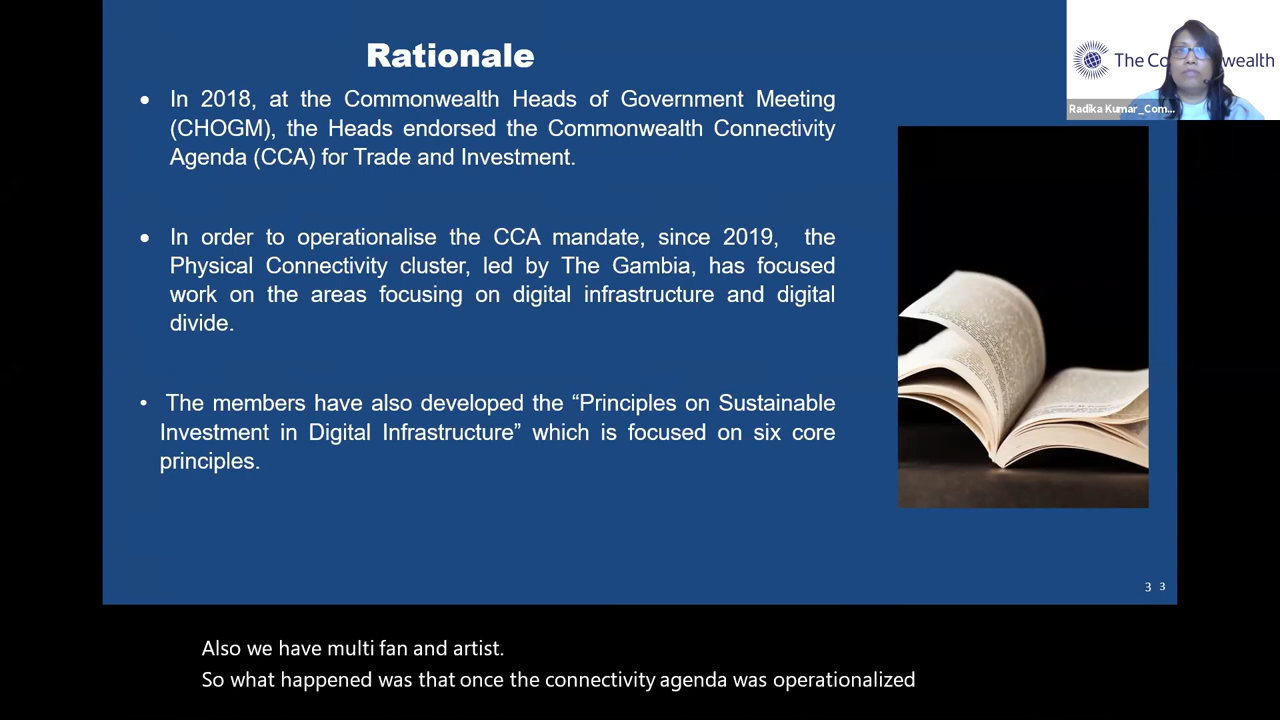 Rationale
• In 2018, at the Commonwealth Heads of Government Meeting
(CHOGM), the Heads endorsed the Commonwealth Connectivity
Agenda (CCA) for Trade and Investment.
• In order to operationalise the CCA mandate, since 2019, the
Physical Connectivity cluster, led by The Gambia, has focused
work on the areas focusing on digital infrastructure and digital
divide.
• The members have also developed the “Principles on Sustainable
Investment in Digital Infrastructure” which is focused on six core
principles.
The Co wealth
Radika Kumar_Com...
3 3
Also we have multi fan and artist.
So what happened was that once the connectivity agenda was operationalized